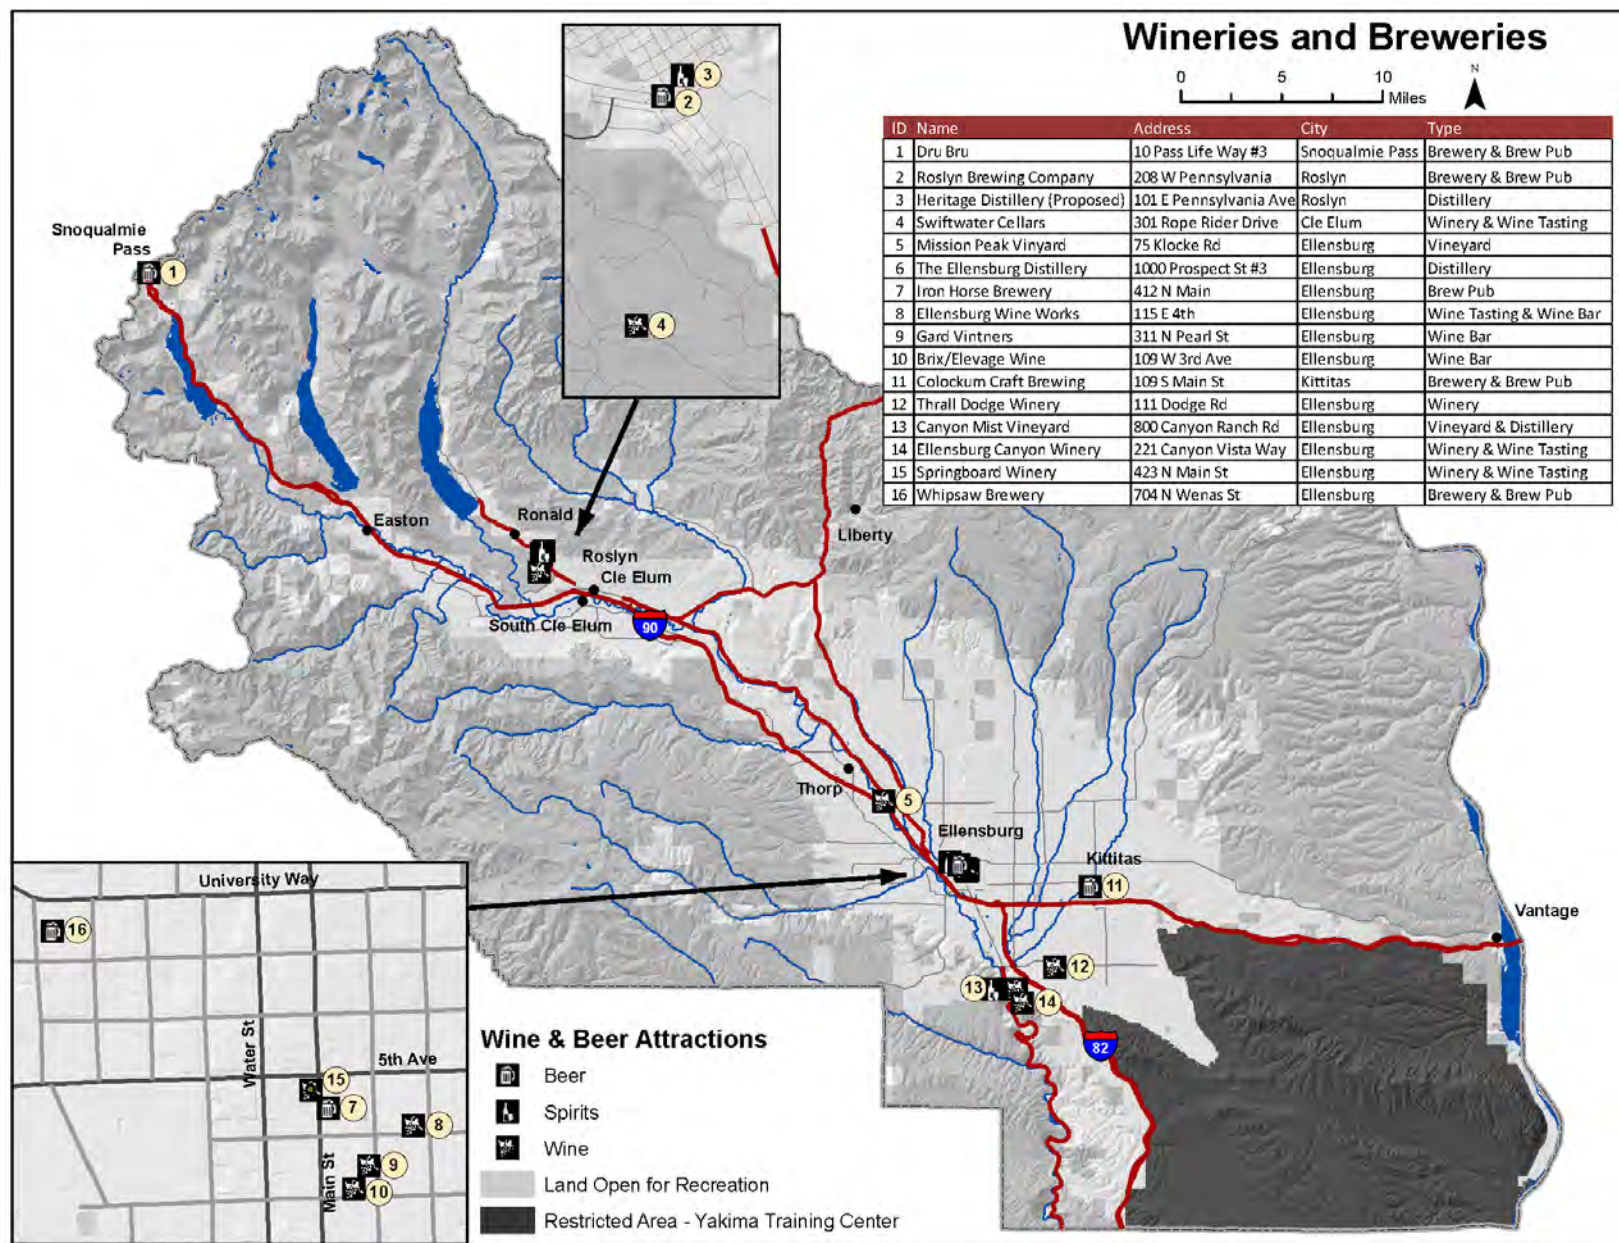 Wineries and Breweries
N
0 5 10
Miles
ID Name Address City Type
1 Dru Bru 10 Pass Life Way #3 Snoqualmie Pass Brewery & Brew Pub
2 Roslyn Brewing Company 208 W Pennsylvania Roslyn Brewery & Brew Pub
3 Heritage Distillery (Proposed) 101 E Pennsylvania Ave Roslyn Distillery
4 Swiftwater Cellars 301 Rope Rider Drive Cle Elum Winery & Wine Tasting
5 Mission Peak Vinyard 75 Klocke Rd Ellensburg Vineyard
6 The Ellensburg Distillery 1000 Prospect St #3 Ellensburg Distillery
7 Iron Horse Brewery 412 N Main Ellensburg Brew Pub
8 Ellensburg Wine Works 115 E 4th Ellensburg Wine Tasting & Wine Bar
9 Gard Vintners 311 N Pearl St Ellensburg Wine Bar
10 Brix/Elevage Wine 109 W 3rd Ave Ellensburg Wine Bar
11 Colockum Craft Brewing 109 S Main St Kittitas Brewery & Brew Pub
12 Thrall Dodge Winery 111 Dodge Rd Ellensburg Winery
13 Canyon Mist Vineyard 800 Canyon Ranch Rd Ellensburg Vineyard & Distillery
14 Ellensburg Canyon Winery 221 Canyon Vista Way Ellensburg Winery & Wine Tasting
15 Springboard Winery 423 N Main St Ellensburg Winery & Wine Tasting
16 Whipsaw Brewery 704 N Wenas St Ellensburg Brewery & Brew Pub
3
2
4
Snoqualmie
Pass
1
Easton
Ronald
Liberty
Roslyn
Cle Elum
South Cle Elum
90
Thorp
5
Ellensburg
Kittitas
11
Vantage
12
13
14
82
University Way
16
Water St
5th Ave
15
7
8
Main St
9
10
Wine & Beer Attractions
Beer
Spirits
Wine
Land Open for Recreation
Restricted Area - Yakima Training Center